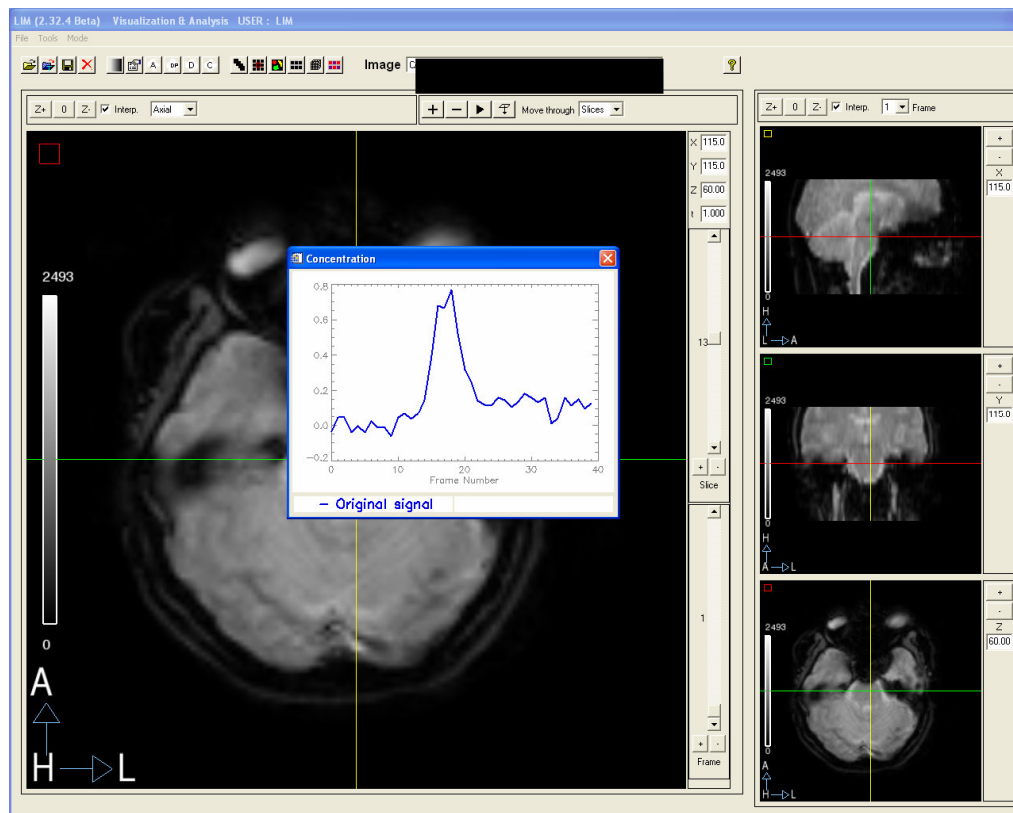 LIM (2.32.4 Beta) Visualization & Analysis USER : LIM
File Tools Mode
A DP D C Image C ?
Z+ 0 Z- Interp. Axial
+ - Move through Slices
Z+ 0 Z- Interp. 1 Frame
X 115.0
Y 115.0
Z 60.00
t 1.000
2493
0
A
H L
13
+ -
Slice
1
+ -
Frame
Concentration
0.8
0.6
0.4
0.2
0.0
-0.2
0 10 20 30 40
Frame Number
- Original signal
2493
0
H
L A
+
-
X
115.0
2493
0
H
A L
+
-
Y
115.0
2493
0
A
H L
+
-
Z
60.00